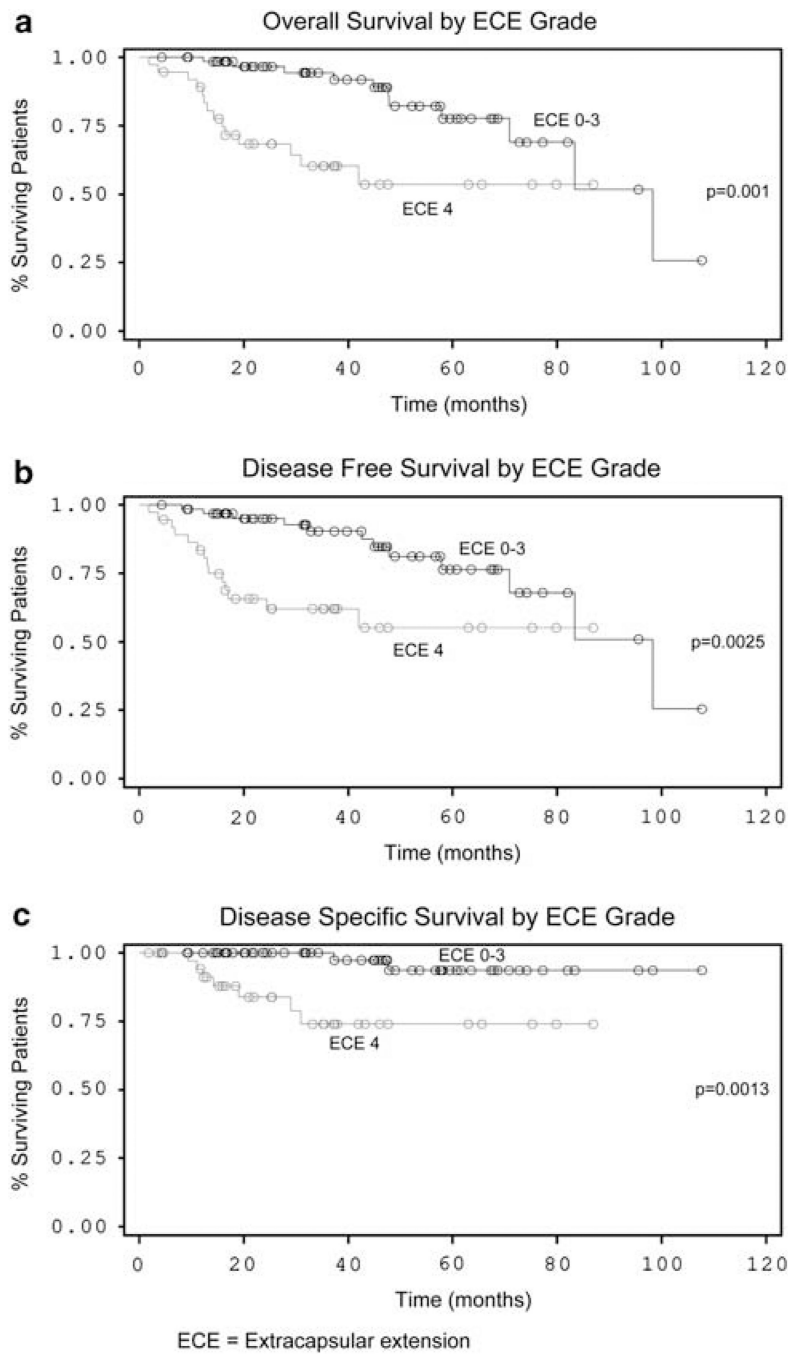 a
Overall Survival by ECE Grade
% Surviving Patients
1.00
0.75
0.50
0.25
0.00
ECE 0-3
ECE 4
p=0.001
0 20 40 60 80 100 120
Time (months)
b
Disease Free Survival by ECE Grade
% Surviving Patients
1.00
0.75
0.50
0.25
0.00
ECE 0-3
ECE 4
p=0.0025
0 20 40 60 80 100 120
Time (months)
c
Disease Specific Survival by ECE Grade
% Surviving Patients
1.00
0.75
0.50
0.25
0.00
ECE 0-3
ECE 4
p=0.0013
0 20 40 60 80 100 120
Time (months)
ECE = Extracapsular extension